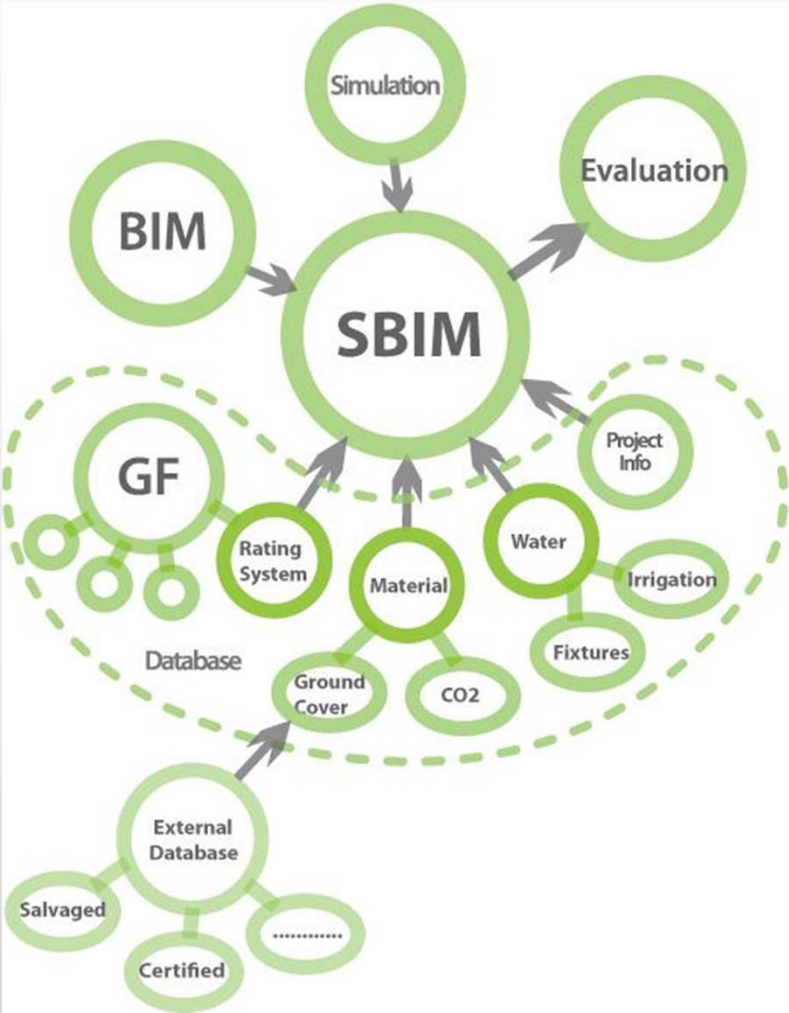 Simulation
Evaluation
BIM
SBIM
Project
Info
GF
Rating
System
Material
Water
Irrigation
Fixtures
Database
Ground
Cover
CO2
External
Database
Salvaged
Certified
............